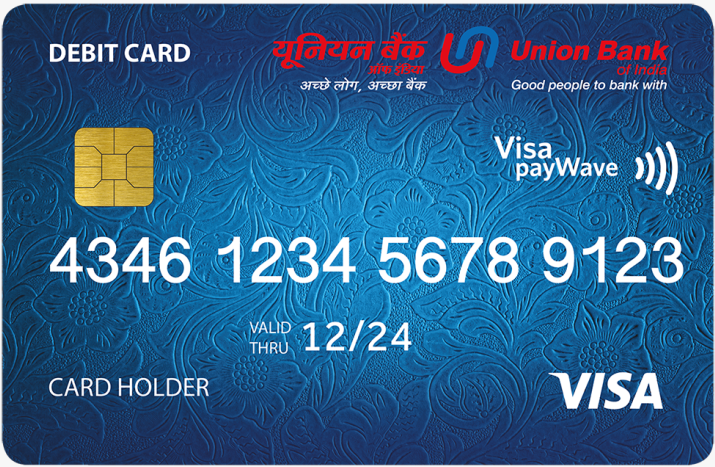 DEBIT CARD
यूनियन बैंक
ऑफ़ इंडिया
अच्छे लोग, अच्छा बैंक
Union Bank
of India
Good people to bank with
Visa
payWave
4346 1234 5678 9123
VALID
THRU 12/24
CARD HOLDER
VISA